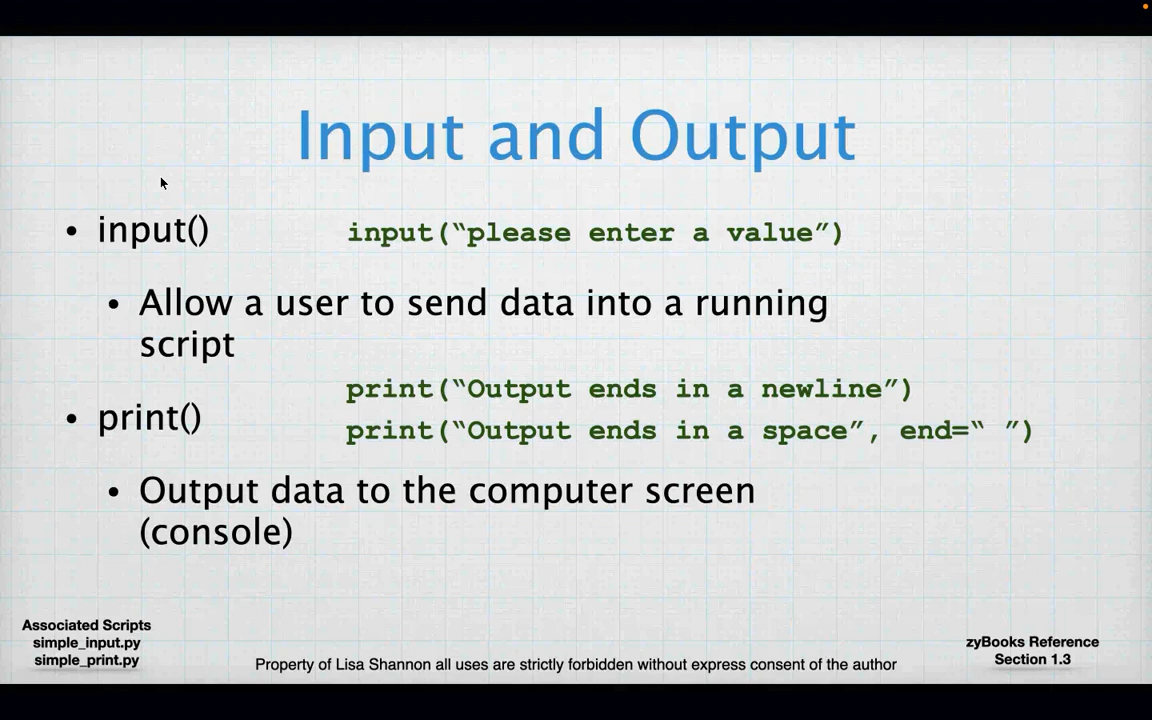 Input and Output
• input()
input(“please enter a value”)
• Allow a user to send data into a running
script
• print()
print(“Output ends in a newline”)
print(“Output ends in a space”, end=“ ”)
• Output data to the computer screen
(console)
Associated Scripts
simple_input.py
simple_print.py
Property of Lisa Shannon all uses are strictly forbidden without express consent of the author
zyBooks Reference
Section 1.3